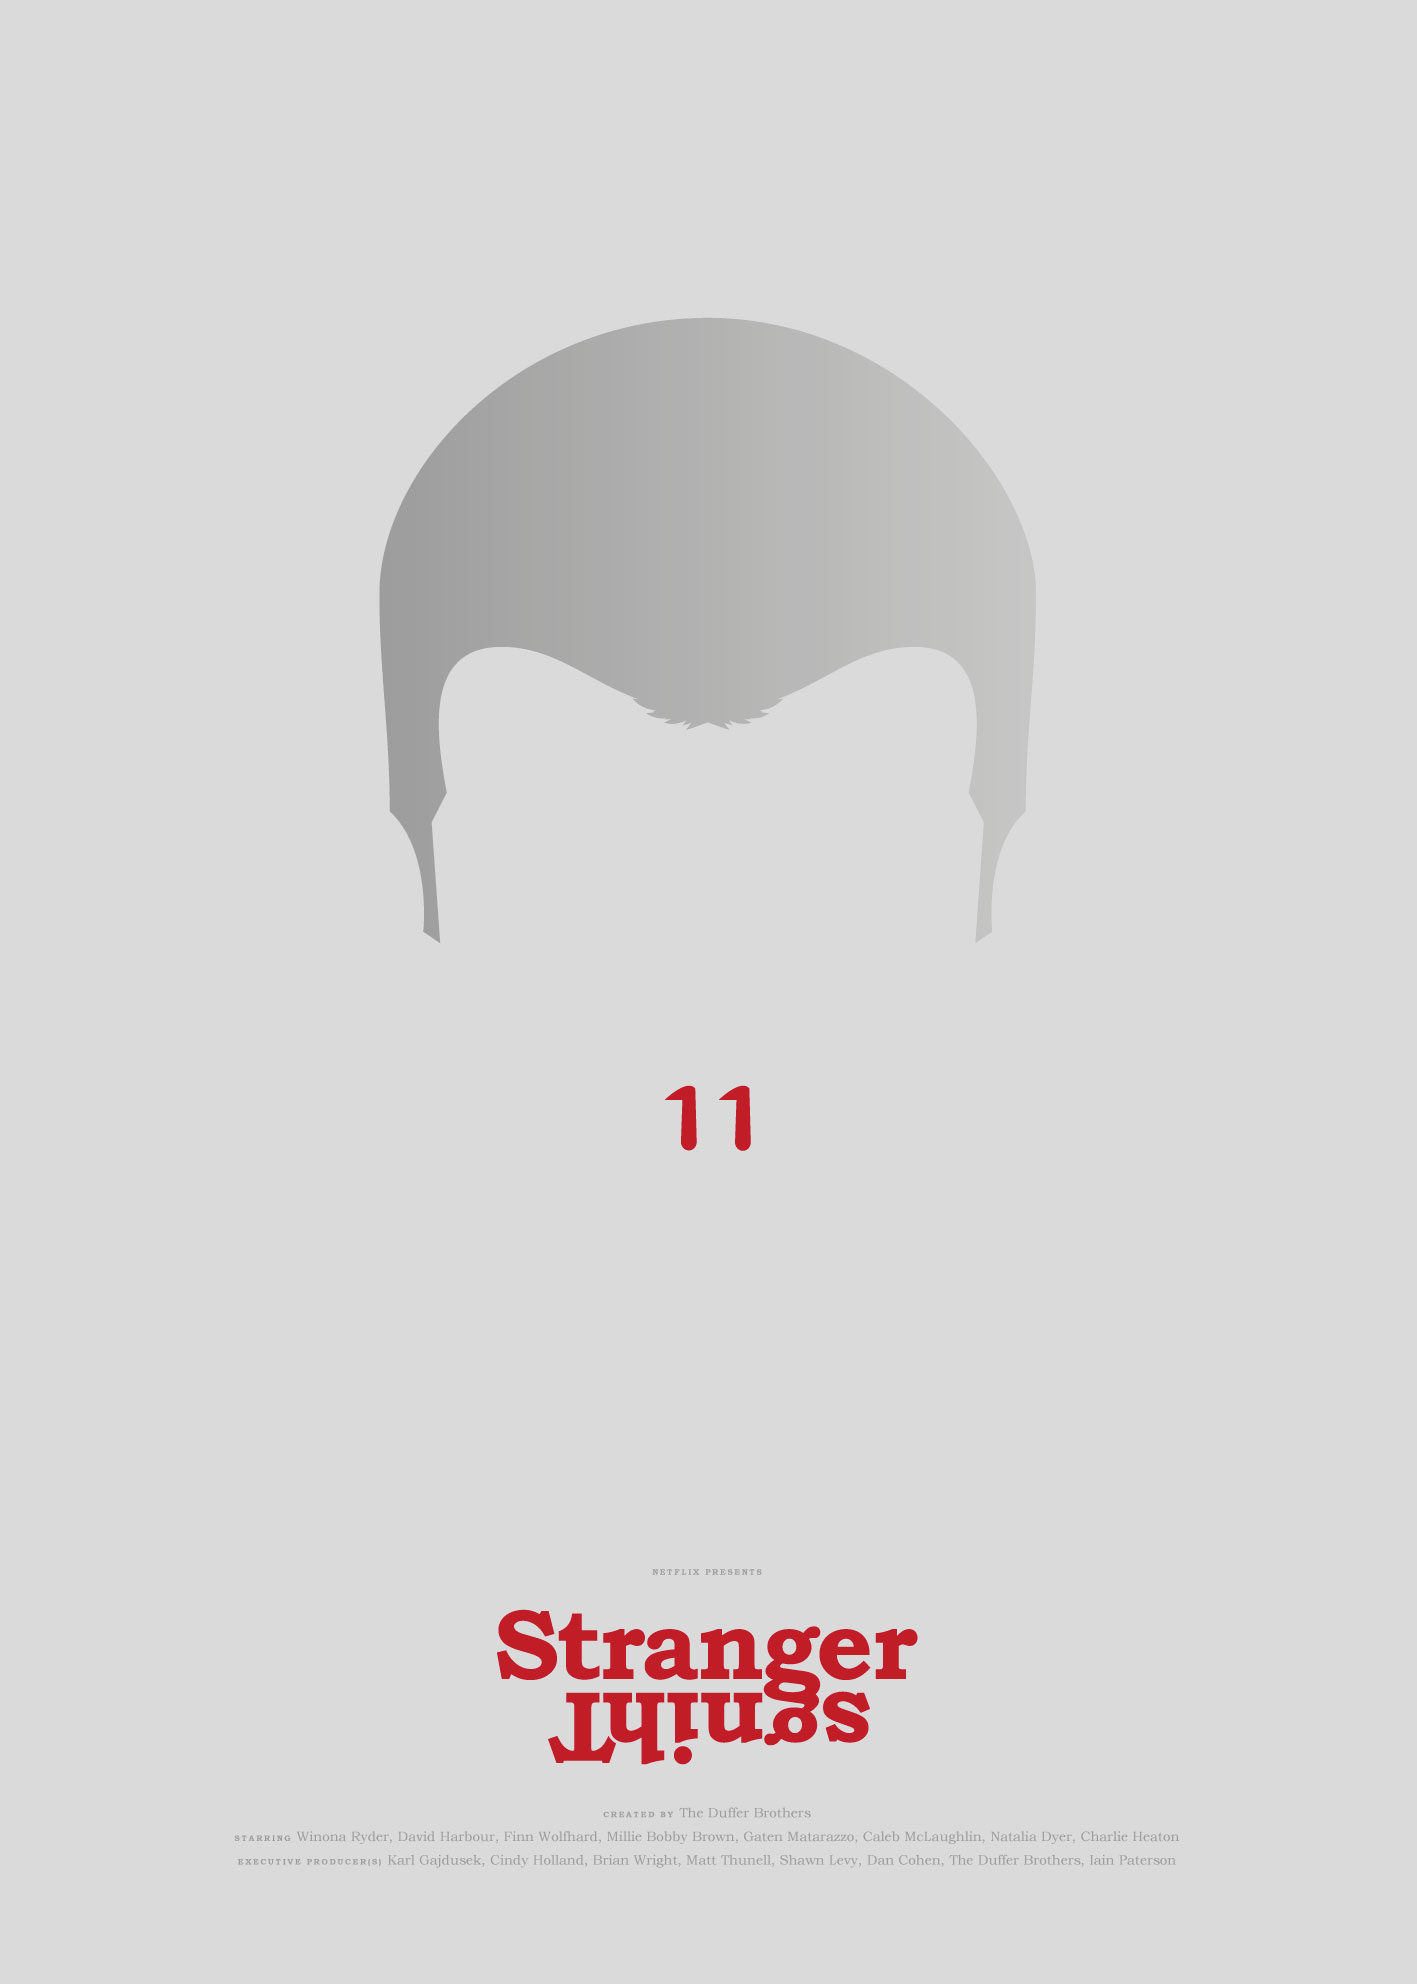 11
NETFLIX PRESENTS
Stranger
Things
CREATED BY The Duffer Brothers
STARRING Winona Ryder, David Harbour, Finn Wolfhard, Millie Bobby Brown, Gaten Matarazzo, Caleb McLaughlin, Natalia Dyer, Charlie Heaton
EXECUTIVE PRODUCER(S) Karl Gajdusek, Cindy Holland, Brian Wright, Matt Thunell, Shawn Levy, Dan Cohen, The Duffer Brothers, Iain Paterson